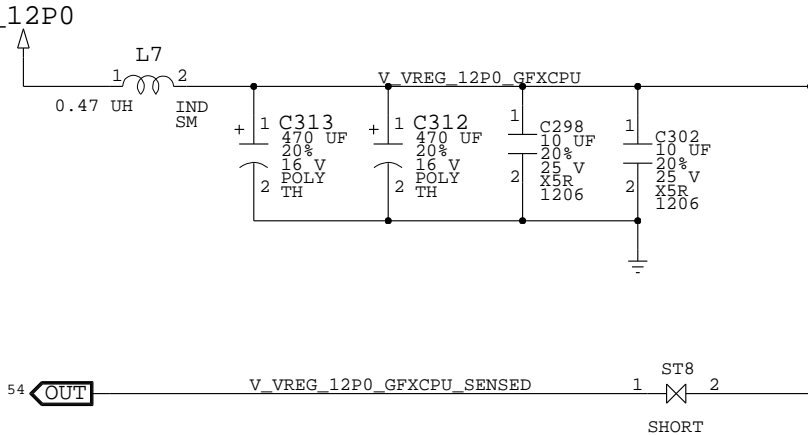 _12P0
L7
1 2
V_VREG_12P0_GFXCPU
0.47 UH IND
SM
+ 1 C313
470 UF
20%
16 V
POLY
2 TH
+ 1 C312
470 UF
20%
16 V
POLY
2 TH
1 C298
10 UF
20%
25 V
2 X5R
1206
1 C302
10 UF
20%
25 V
2 X5R
1206
ST8
54 OUT V_VREG_12P0_GFXCPU_SENSED 1 2
SHORT